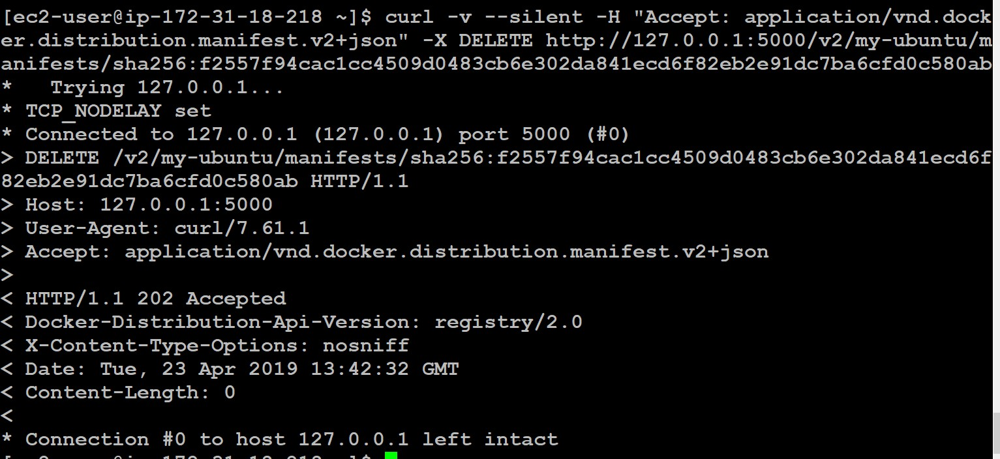 [ec2-user@ip-172-31-18-218 ~]$ curl -v --silent -H "Accept: application/vnd.dock
er.distribution.manifest.v2+json" -X DELETE http://127.0.0.1:5000/v2/my-ubuntu/m
anifests/sha256:f2557f94cac1cc4509d0483cb6e302da841ecd6f82eb2e91dc7ba6cfd0c580ab
*   Trying 127.0.0.1...
* TCP_NODELAY set
* Connected to 127.0.0.1 (127.0.0.1) port 5000 (#0)
> DELETE /v2/my-ubuntu/manifests/sha256:f2557f94cac1cc4509d0483cb6e302da841ecd6f
82eb2e91dc7ba6cfd0c580ab HTTP/1.1
> Host: 127.0.0.1:5000
> User-Agent: curl/7.61.1
> Accept: application/vnd.docker.distribution.manifest.v2+json
>
< HTTP/1.1 202 Accepted
< Docker-Distribution-Api-Version: registry/2.0
< X-Content-Type-Options: nosniff
< Date: Tue, 23 Apr 2019 13:42:32 GMT
< Content-Length: 0
<
* Connection #0 to host 127.0.0.1 left intact